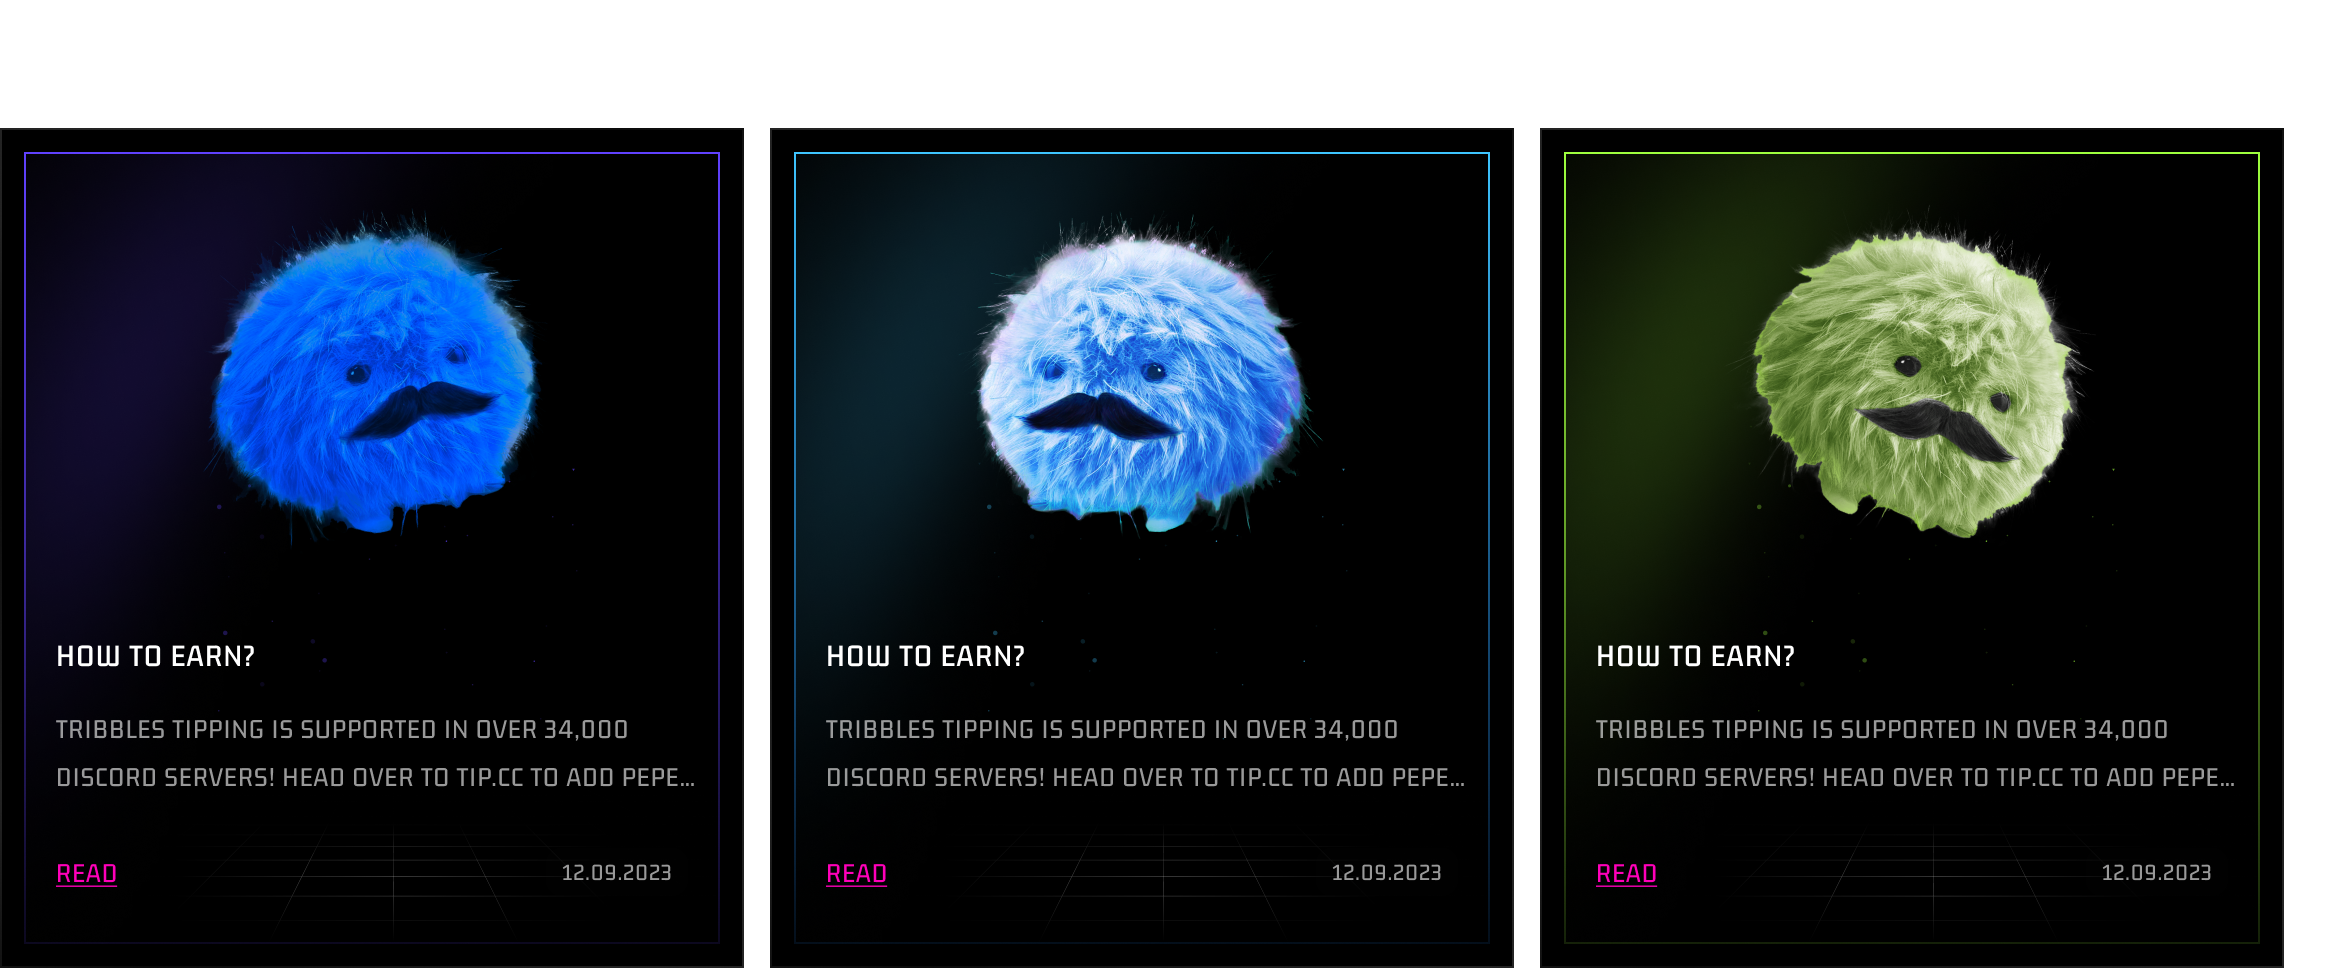 HOW TO EARN?
TRIBBLES TIPPING IS SUPPORTED IN OVER 34,000
DISCORD SERVERS! HEAD OVER TO TIP.CC TO ADD PEPE...
READ
12.09.2023
HOW TO EARN?
TRIBBLES TIPPING IS SUPPORTED IN OVER 34,000
DISCORD SERVERS! HEAD OVER TO TIP.CC TO ADD PEPE...
READ
12.09.2023
HOW TO EARN?
TRIBBLES TIPPING IS SUPPORTED IN OVER 34,000
DISCORD SERVERS! HEAD OVER TO TIP.CC TO ADD PEPE...
READ
12.09.2023